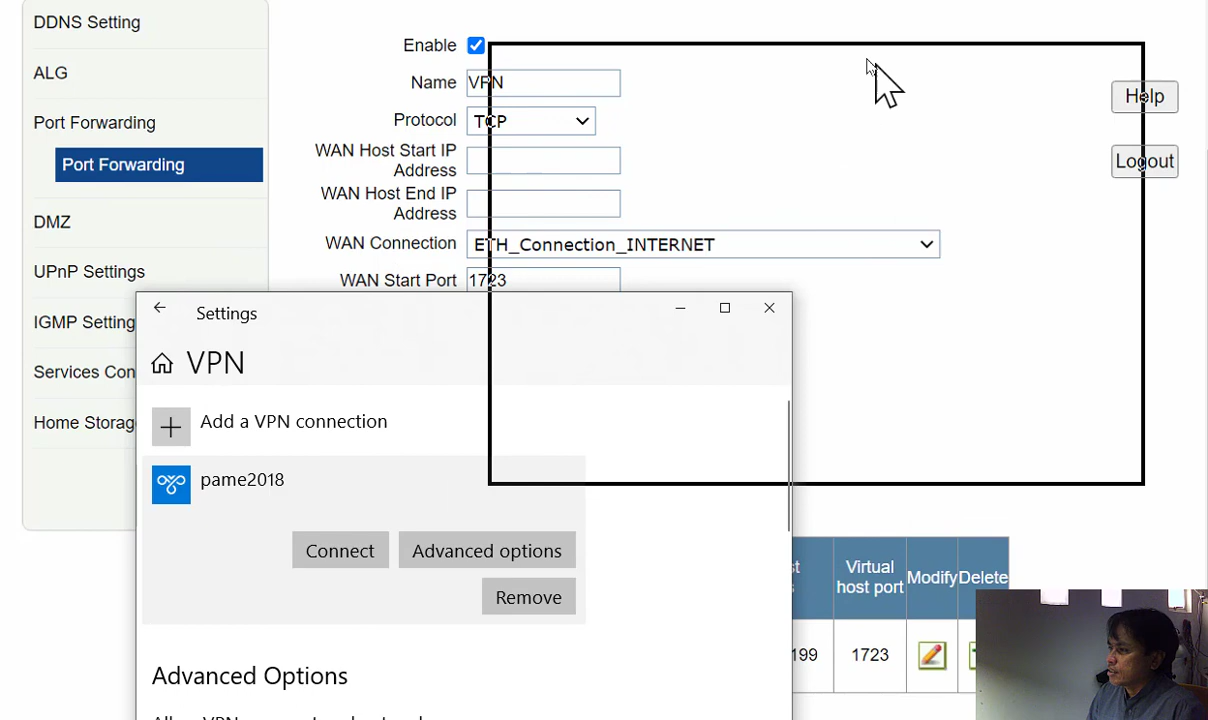 DDNS Setting
ALG
Port Forwarding
Port Forwarding
DMZ
UPnP Settings
IGMP Setting
Services Con
Home Storag
Enable
Name VPN
Protocol TCP
WAN Host Start IP
Address
WAN Host End IP
Address
WAN Connection ETH_Connection_INTERNET
WAN Start Port 1723
Help
Logout
Settings
VPN
Add a VPN connection
pame2018
Connect Advanced options
Remove
Advanced Options
Virtual
host port
Modify Delete
199 1723